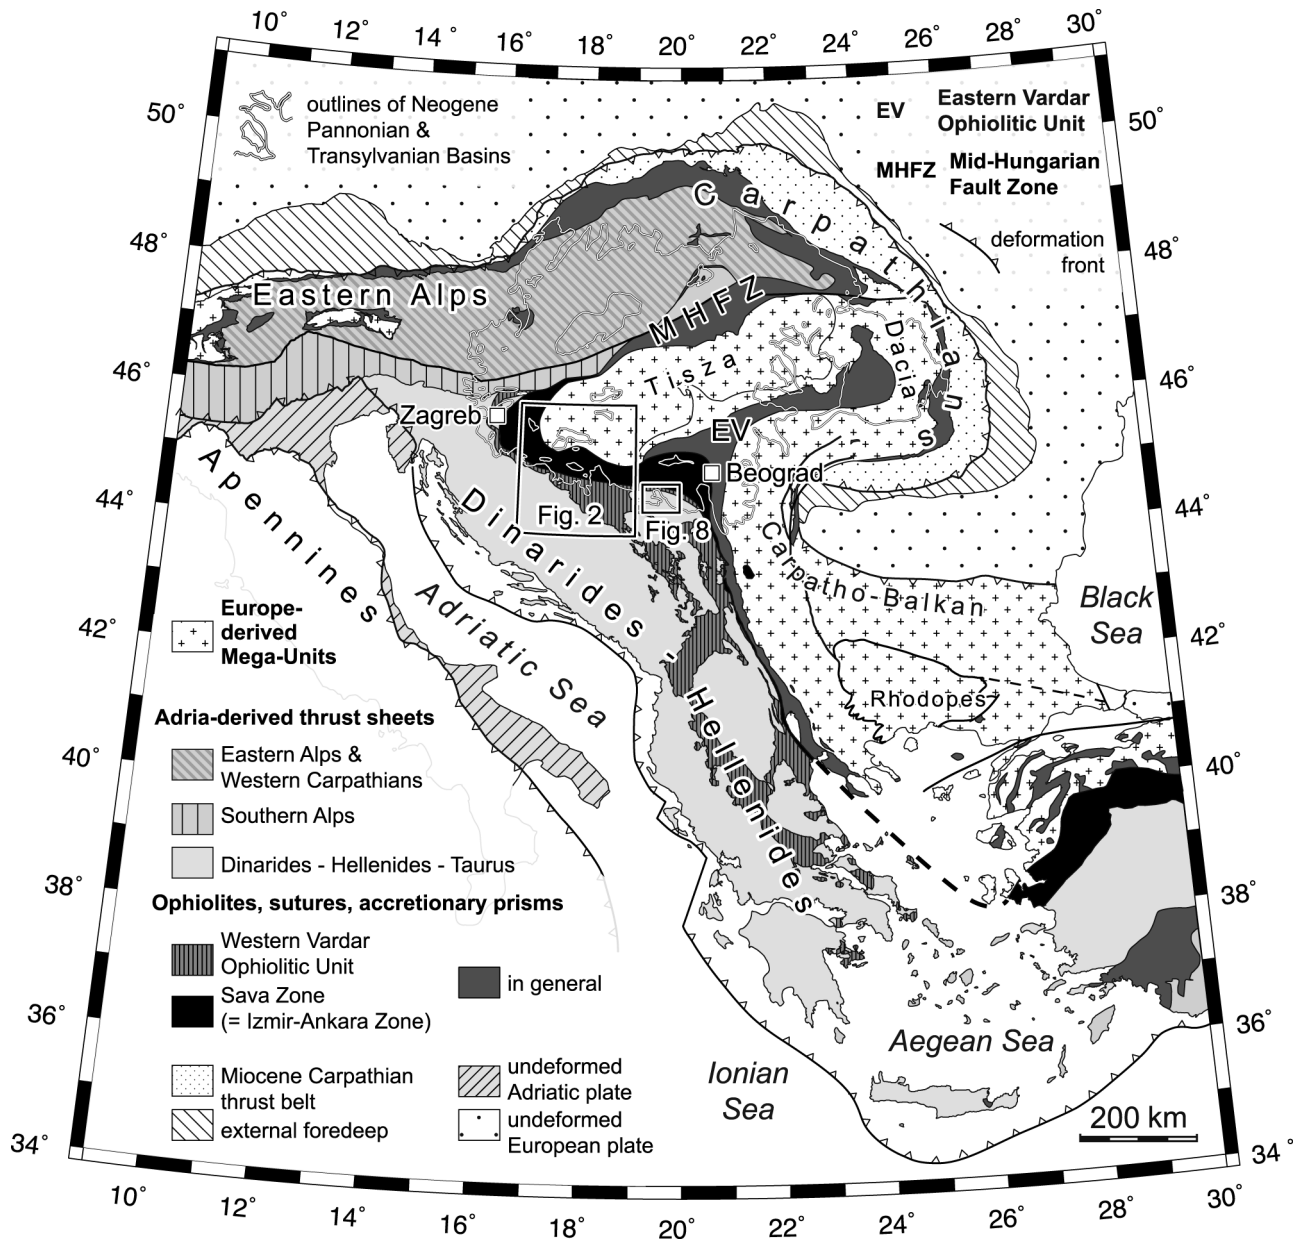 10°
12°
14°
16°
18°
20°
22°
24°
26°
28°
30°
50°
48°
46°
44°
42°
40°
38°
36°
34°
50°
48°
46°
44°
42°
40°
38°
36°
34°
outlines of Neogene
Pannonian &
Transylvanian Basins
EV
Eastern Vardar
Ophiolitic Unit
MHFZ
Mid-Hungarian
Fault Zone
deformation
front
Carpathians
Eastern Alps
MHFZ
Tisza
Dacia
Zagreb
EV
Beograd
Fig. 2
Fig. 8
Apennines
Dinarides - Hellenides
Adriatic Sea
Carpatho-Balkan
Black
Sea
Rhodopes
Europe-
derived
Mega-Units
Adria-derived thrust sheets
Eastern Alps &
Western Carpathians
Southern Alps
Dinarides - Hellenides - Taurus
Ophiolites, sutures, accretionary prisms
Western Vardar
Ophiolitic Unit
in general
Sava Zone
(= Izmir-Ankara Zone)
Miocene Carpathian
thrust belt
external foredeep
undeformed
Adriatic plate
undeformed
European plate
Ionian
Sea
Aegean Sea
200 km
10°
12°
14°
16°
18°
20°
22°
24°
26°
28°
30°